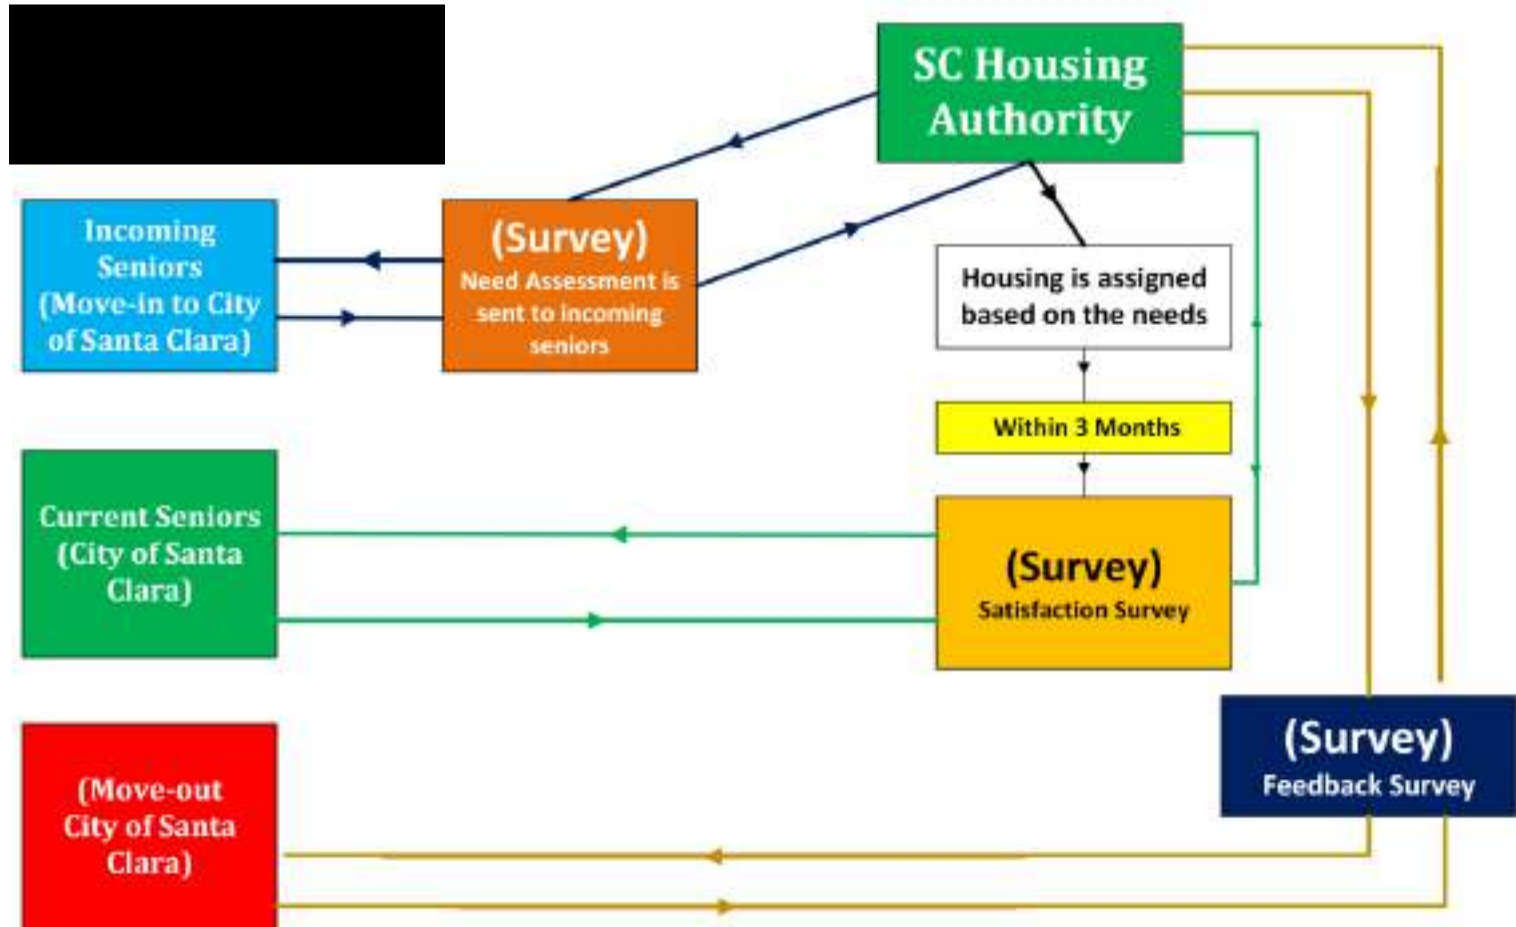 SC Housing
Authority
Incoming
Seniors
(Move-in to City
of Santa Clara)
(Survey)
Need Assessment is
sent to incoming
seniors
Housing is assigned
based on the needs
Within 3 Months
Current Seniors
(City of Santa
Clara)
(Survey)
Satisfaction Survey
(Survey)
Feedback Survey
(Move-out
City of Santa
Clara)